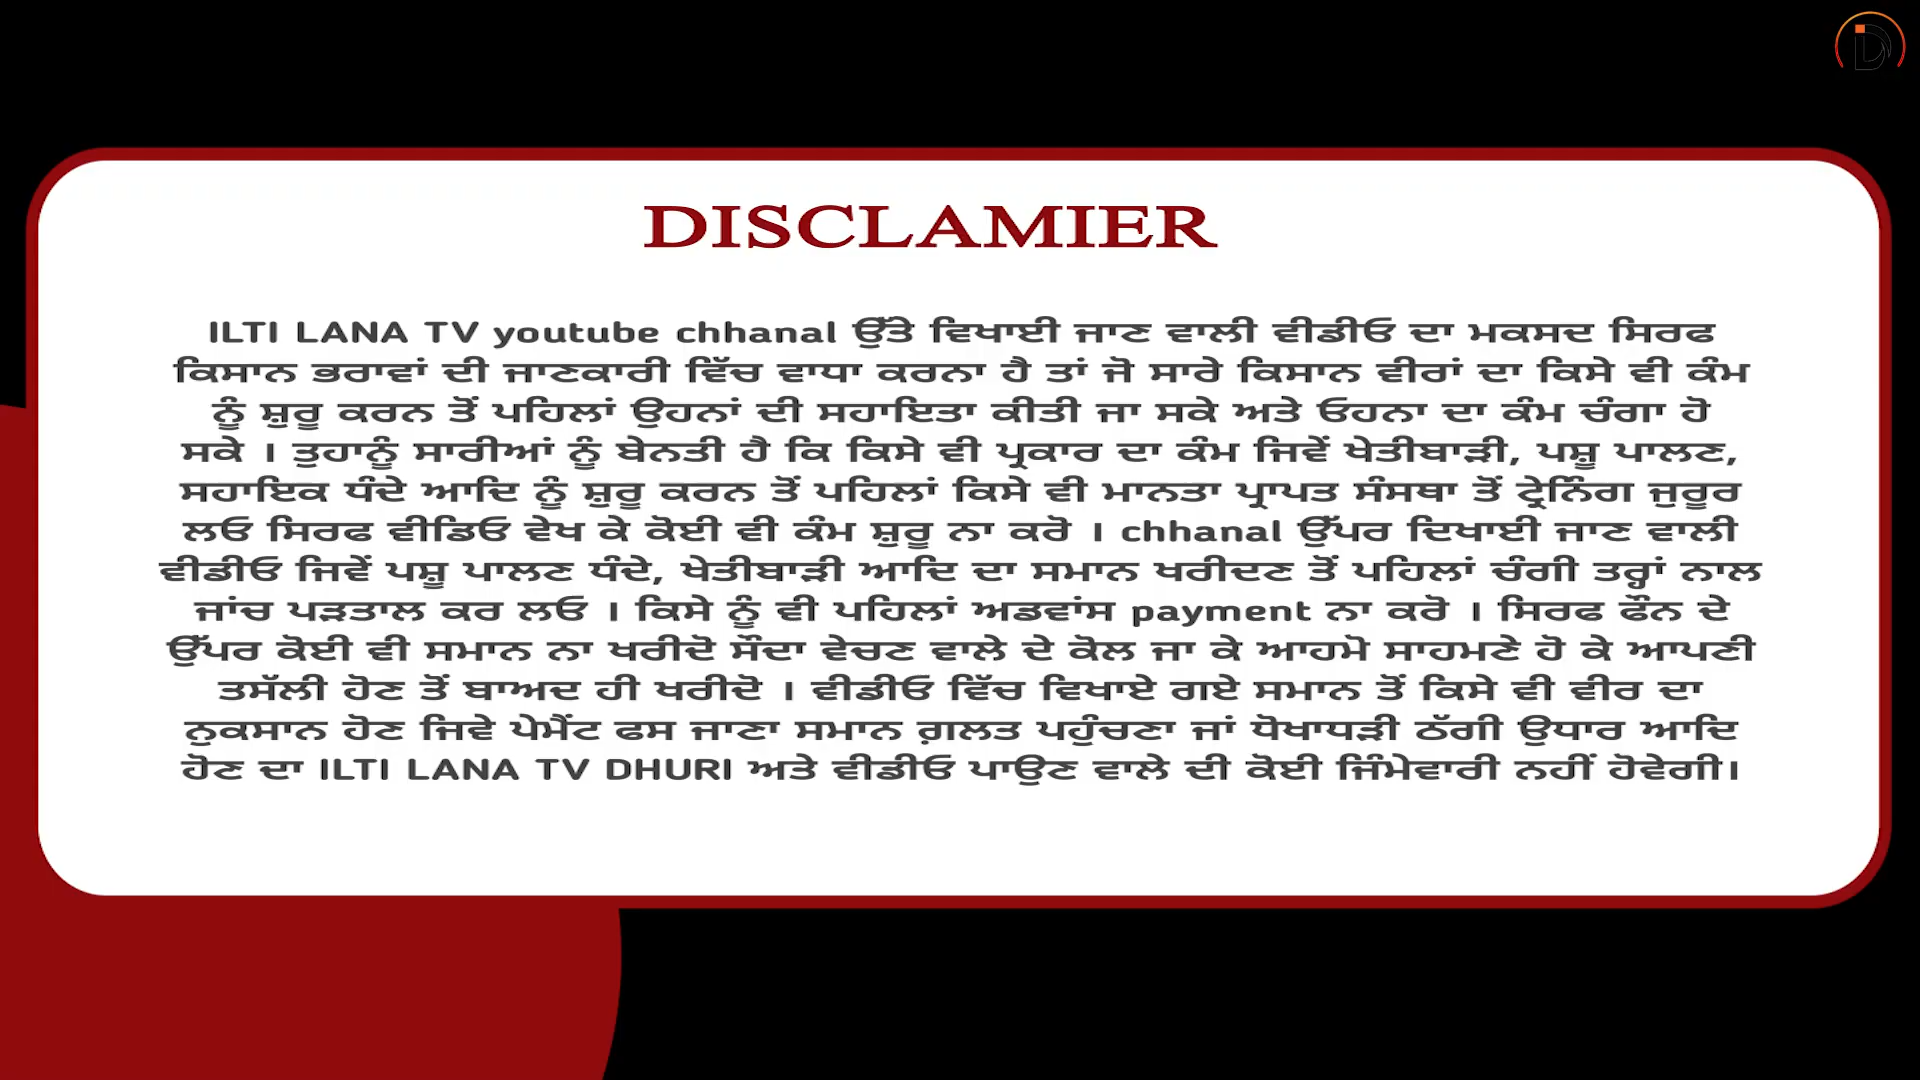 DISCLAMIER
ILTI LANA TV youtube chhanal ਉੱਤੇ ਵਿਖਾਈ ਜਾਣ ਵਾਲੀ ਵੀਡੀਓ ਦਾ ਮਕਸਦ ਸਿਰਫ
ਕਿਸਾਨ ਭਰਾਵਾਂ ਦੀ ਜਾਣਕਾਰੀ ਵਿੱਚ ਵਾਧਾ ਕਰਨਾ ਹੈ ਤਾਂ ਜੋ ਸਾਰੇ ਕਿਸਾਨ ਵੀਰਾਂ ਦਾ ਕਿਸੇ ਵੀ ਕੰਮ
ਨੂੰ ਸ਼ੁਰੂ ਕਰਨ ਤੋਂ ਪਹਿਲਾਂ ਉਹਨਾਂ ਦੀ ਸਹਾਇਤਾ ਕੀਤੀ ਜਾ ਸਕੇ ਅਤੇ ਓਹਨਾ ਦਾ ਕੰਮ ਚੰਗਾ ਹੋ
ਸਕੇ । ਤੁਹਾਨੂੰ ਸਾਰੀਆਂ ਨੂੰ ਬੇਨਤੀ ਹੈ ਕਿ ਕਿਸੇ ਵੀ ਪ੍ਰਕਾਰ ਦਾ ਕੰਮ ਜਿਵੇਂ ਖੇਤੀਬਾੜੀ, ਪਸ਼ੂ ਪਾਲਣ,
ਸਹਾਇਕ ਧੰਦੇ ਆਦਿ ਨੂੰ ਸ਼ੁਰੂ ਕਰਨ ਤੋਂ ਪਹਿਲਾਂ ਕਿਸੇ ਵੀ ਮਾਨਤਾ ਪ੍ਰਾਪਤ ਸੰਸਥਾ ਤੋਂ ਟ੍ਰੇਨਿੰਗ ਜੁਰੂਰ
ਲਓ ਸਿਰਫ ਵੀਡਿਓ ਵੇਖ ਕੇ ਕੋਈ ਵੀ ਕੰਮ ਸ਼ੁਰੂ ਨਾ ਕਰੋ । chhanal ਉੱਪਰ ਦਿਖਾਈ ਜਾਣ ਵਾਲੀ
ਵੀਡੀਓ ਜਿਵੇਂ ਪਸ਼ੂ ਪਾਲਣ ਧੰਦੇ, ਖੇਤੀਬਾੜੀ ਆਦਿ ਦਾ ਸਮਾਨ ਖਰੀਦਣ ਤੋਂ ਪਹਿਲਾਂ ਚੰਗੀ ਤਰ੍ਹਾਂ ਨਾਲ
ਜਾਂਚ ਪੜਤਾਲ ਕਰ ਲਓ । ਕਿਸੇ ਨੂੰ ਵੀ ਪਹਿਲਾਂ ਅਡਵਾਂਸ payment ਨਾ ਕਰੋ । ਸਿਰਫ ਫੌਨ ਦੇ
ਉੱਪਰ ਕੋਈ ਵੀ ਸਮਾਨ ਨਾ ਖਰੀਦੋ ਸੌਦਾ ਵੇਚਣ ਵਾਲੇ ਦੇ ਕੋਲ ਜਾ ਕੇ ਆਹਮੋ ਸਾਹਮਣੇ ਹੋ ਕੇ ਆਪਣੀ
ਤਸੱਲੀ ਹੋਣ ਤੋਂ ਬਾਅਦ ਹੀ ਖਰੀਦੋ । ਵੀਡੀਓ ਵਿੱਚ ਵਿਖਾਏ ਗਏ ਸਮਾਨ ਤੋਂ ਕਿਸੇ ਵੀ ਵੀਰ ਦਾ
ਨੁਕਸਾਨ ਹੋਣ ਜਿਵੇ ਪੇਮੈਂਟ ਫਸ ਜਾਣਾ ਸਮਾਨ ਗ਼ਲਤ ਪਹੁੰਚਣਾ ਜਾਂ ਧੋਖਾਧੜੀ ਠੱਗੀ ਉਧਾਰ ਆਦਿ
ਹੋਣ ਦਾ ILTI LANA TV DHURI ਅਤੇ ਵੀਡੀਓ ਪਾਉਣ ਵਾਲੇ ਦੀ ਕੋਈ ਜਿੰਮੇਵਾਰੀ ਨਹੀਂ ਹੋਵੇਗੀ।